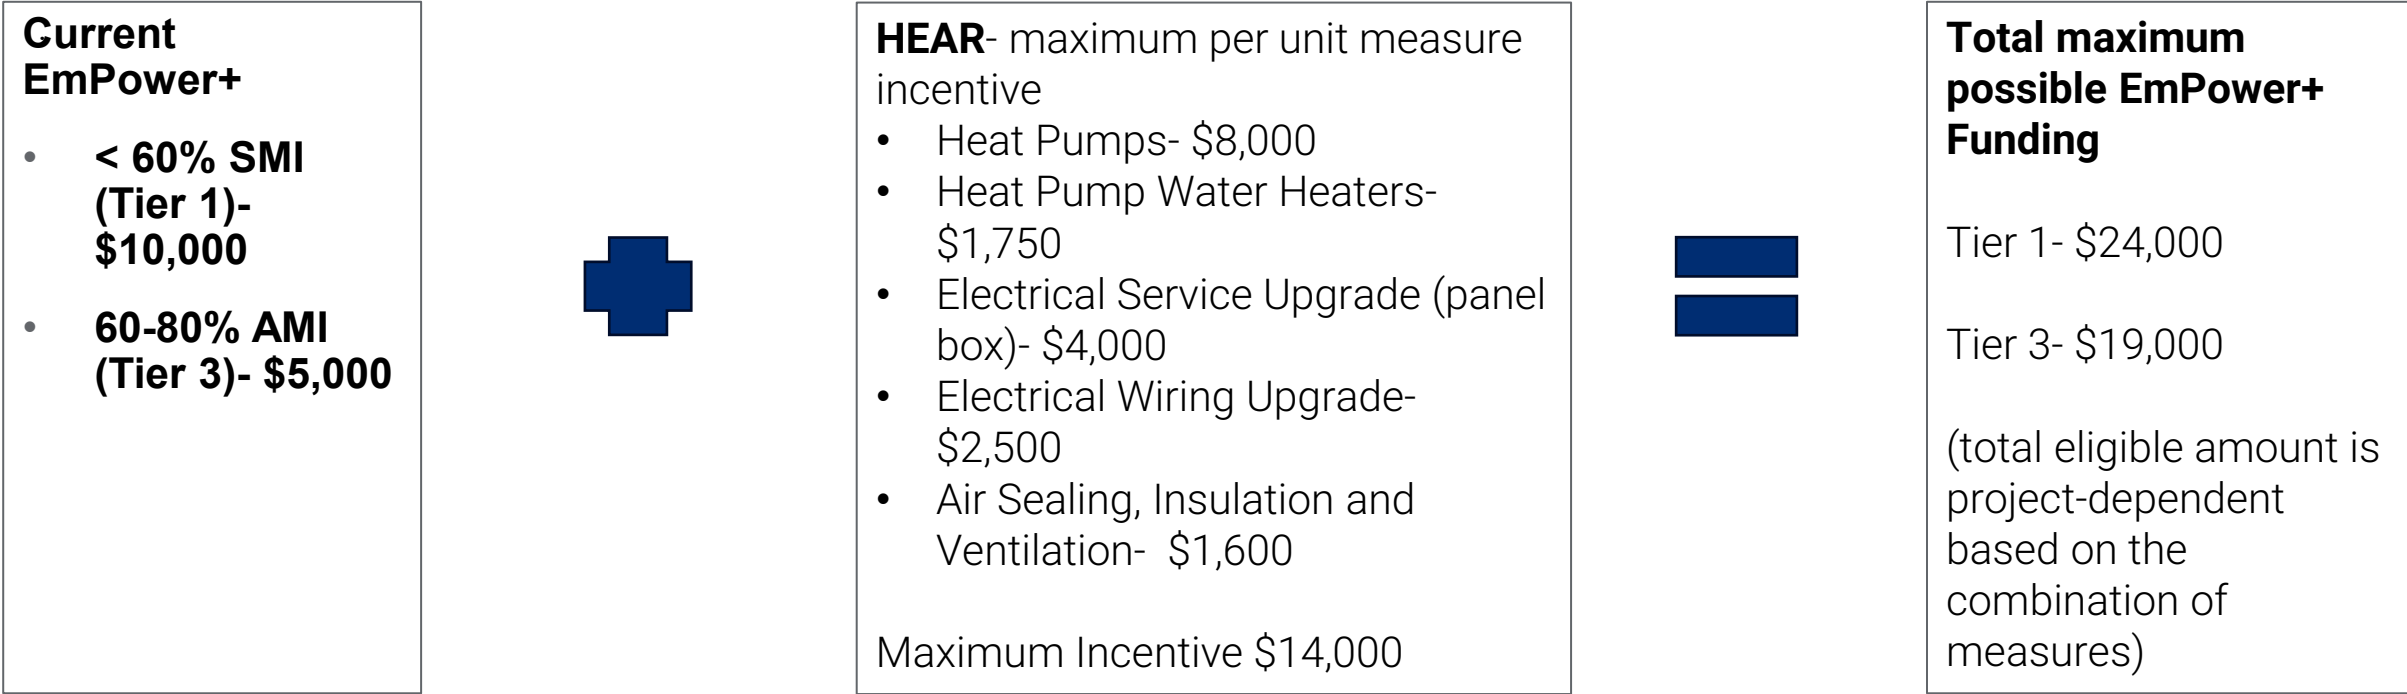 Current
EmPower+
• < 60% SMI
(Tier 1)-
$10,000
• 60-80% AMI
(Tier 3)- $5,000
HEAR- maximum per unit measure
incentive
• Heat Pumps- $8,000
• Heat Pump Water Heaters-
$1,750
• Electrical Service Upgrade (panel
box)- $4,000
• Electrical Wiring Upgrade-
$2,500
• Air Sealing, Insulation and
Ventilation-  $1,600
Maximum Incentive $14,000
Total maximum
possible EmPower+
Funding
Tier 1- $24,000
Tier 3- $19,000
(total eligible amount is
project-dependent
based on the
combination of
measures)